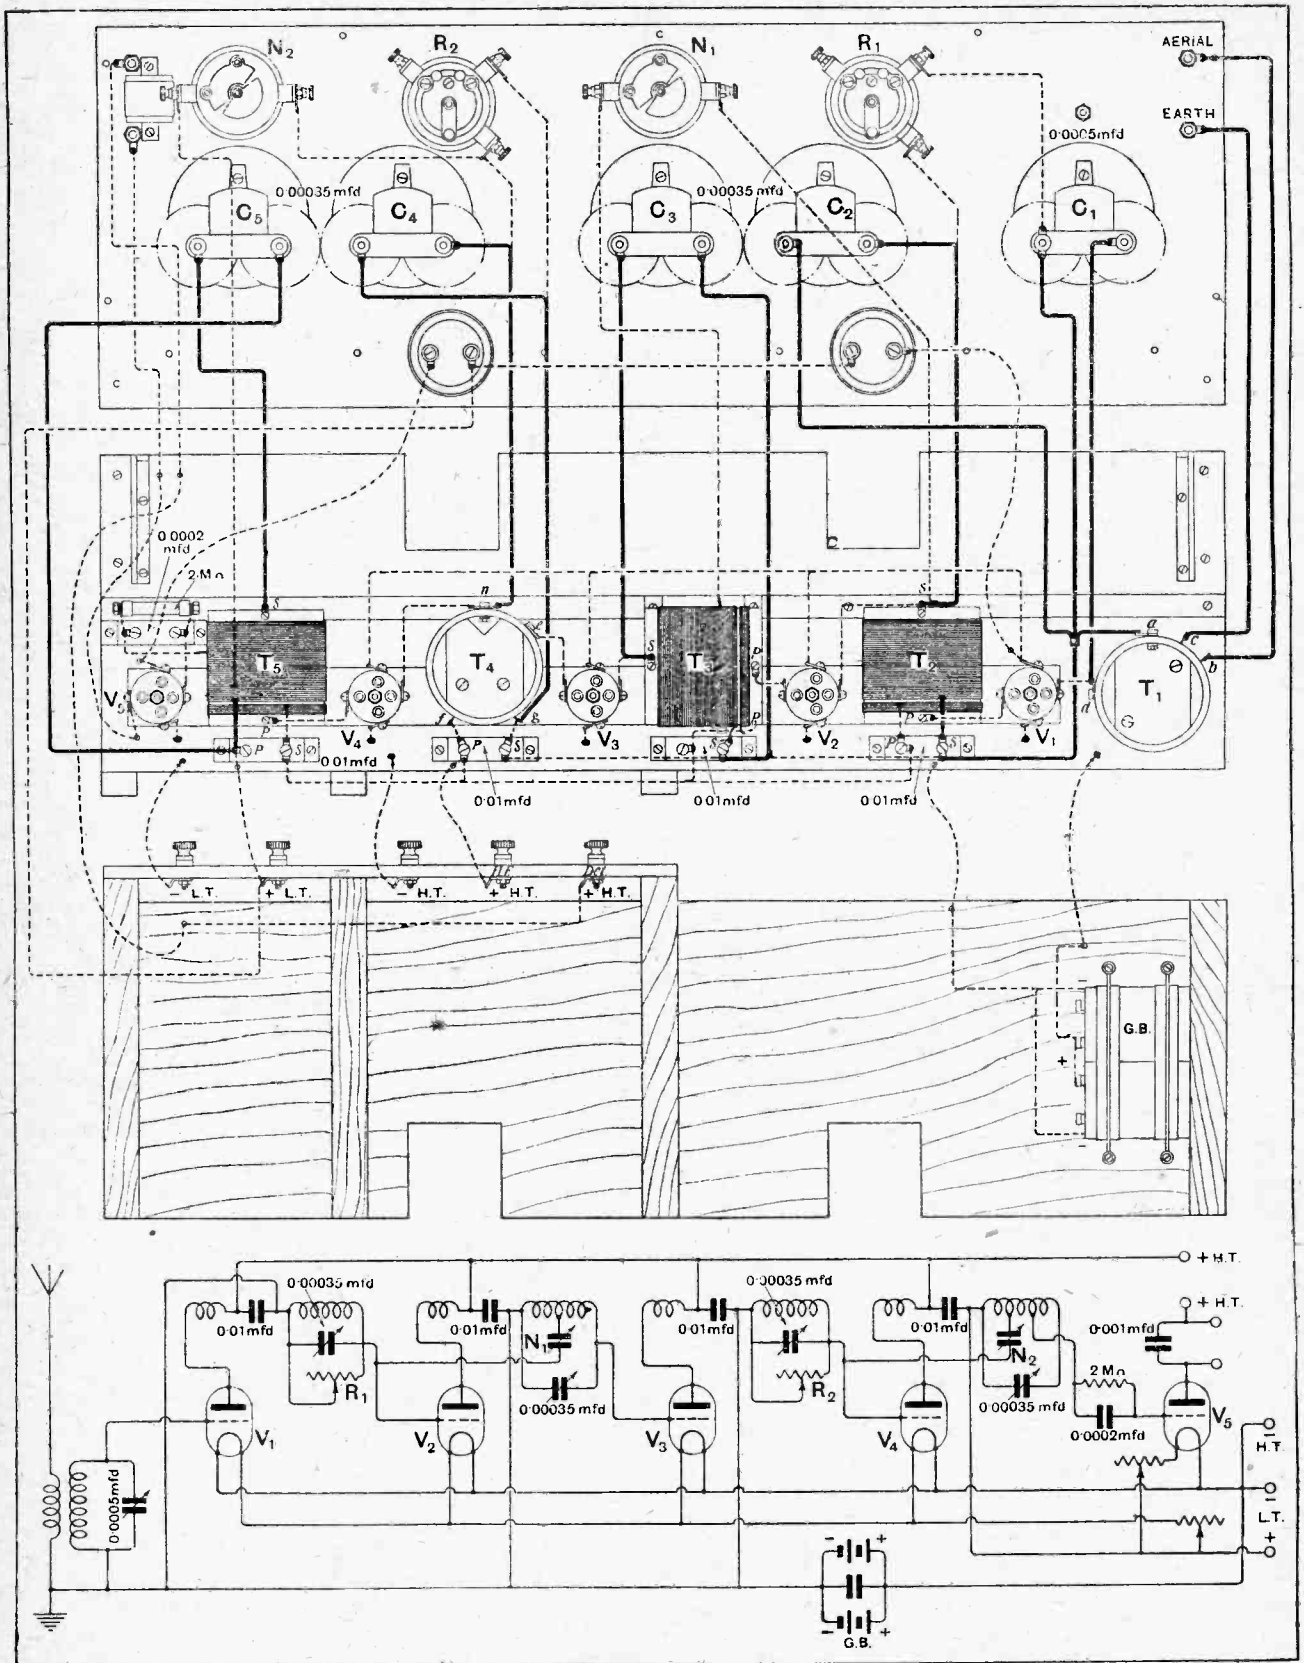 N₂ R₂ N₁ R₁ AERIAL
EARTH
0·0005mfd
0·00035 mfd 0·00035mfd
C₅ C₄ C₃ C₂ C₁
c
c
0·0002
mfd
2·MΩ
S n S a
l c
b
T₅ T₄ S T₃ P T₂ T₁
d
V₅ G
P f g P P
V₄ P S V₃ S V₂ S V₁
P
0·01mfd
0·01mfd 0·01mfd 0·01mfd
− L.T. + L.T. − H.T. + H.T. + H.T.
−
G.B.
+
−
+ H.T.
0·00035 mfd 0·00035 mfd + H.T.
0·01mfd 0·01mfd N₁ 0·01mfd 0·01mfd N₂ 0·001mfd
R₁ R₂ 2 MΩ
0·00035 mfd 0·00035 mfd
V₁ V₂ V₃ V₄ 0·0002mfd V₅
−
H.T.
0·0005mfd
−
L.T.
+
− +
− +
G.B.